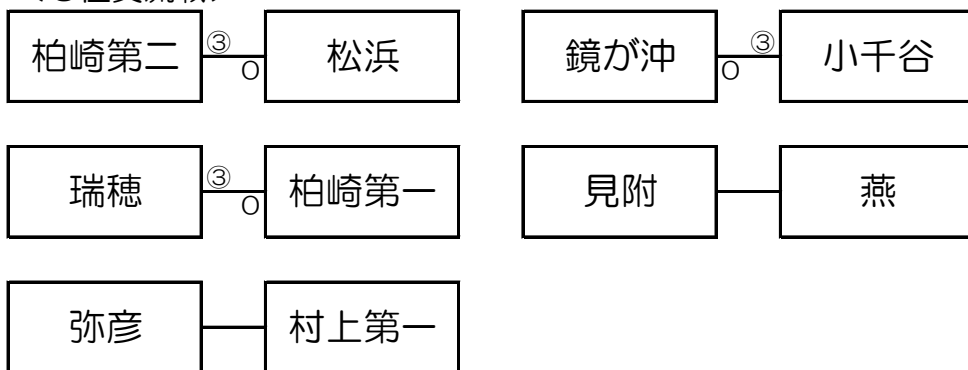 柏崎第二 ③ 0 松浜
鏡が沖 0 ③ 小千谷
瑞穂 ③ 0 柏崎第一
見附 燕
弥彦 村上第一